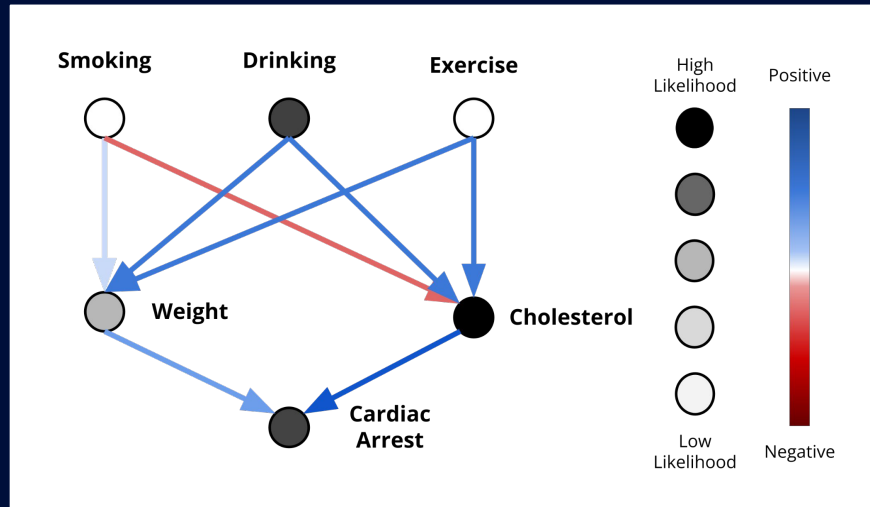 Smoking
Drinking
Exercise
High
Likelihood
Positive
Weight
Cholesterol
Cardiac
Arrest
Low
Likelihood
Negative